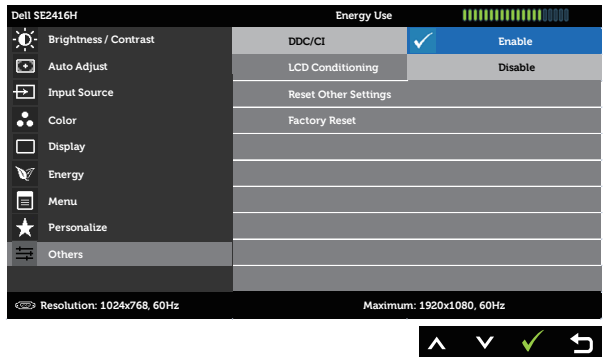 Dell SE2416H Energy Use
Brightness / Contrast DDC/CI Enable
Auto Adjust LCD Conditioning Disable
Input Source Reset Other Settings
Color Factory Reset
Display
Energy
Menu
Personalize
Others
Resolution: 1024x768, 60Hz Maximum: 1920x1080, 60Hz